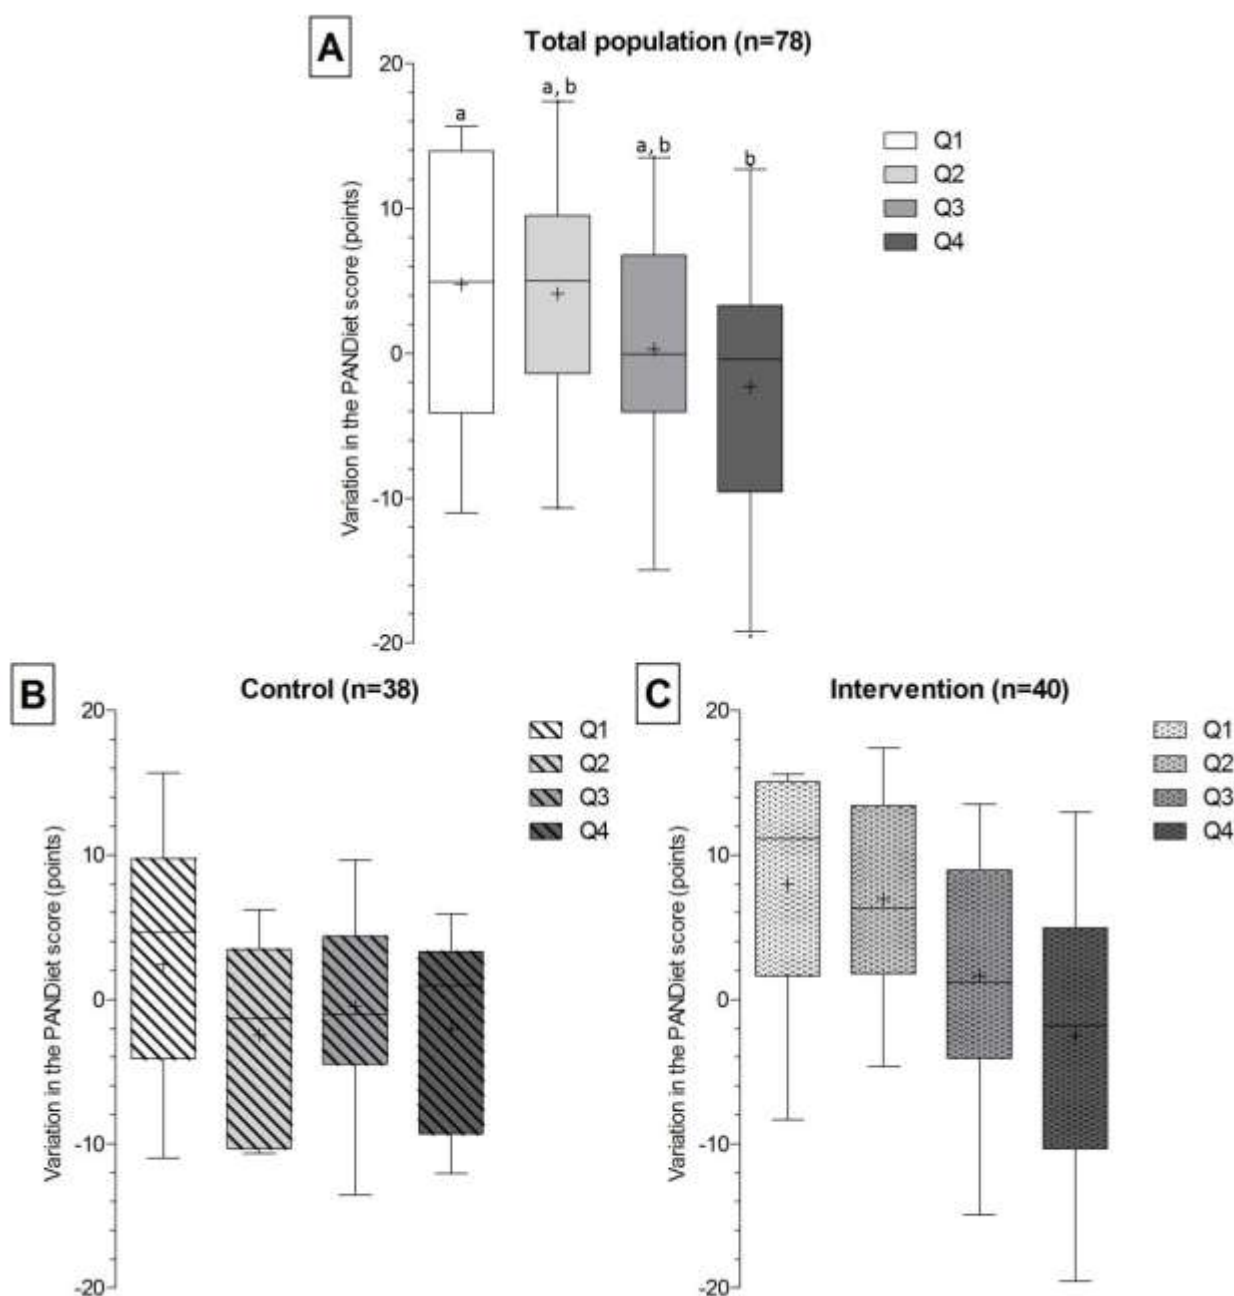 A
Total population (n=78)
Variation in the PANDiet score (points)
20
10
0
-10
-20
a
a, b
a, b
b
Q1
Q2
Q3
Q4
B
Control (n=38)
Variation in the PANDiet score (points)
20
10
0
-10
-20
Q1
Q2
Q3
Q4
C
Intervention (n=40)
Variation in the PANDiet score (points)
20
10
0
-10
-20
Q1
Q2
Q3
Q4